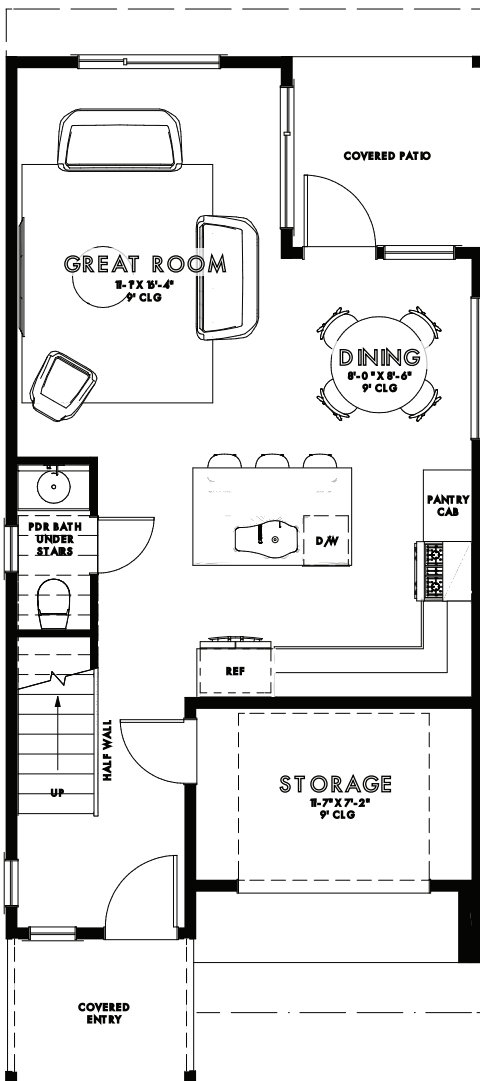 COVERED PATIO
GREAT ROOM
11'-1" X 15'-4"
9' CLG
DINING
8'-0" X 8'-6"
9' CLG
PANTRY
CAB
PDR BATH
UNDER
STAIRS
D/W
REF
HALF WALL
UP
STORAGE
11'-7" X 7'-2"
9' CLG
COVERED
ENTRY